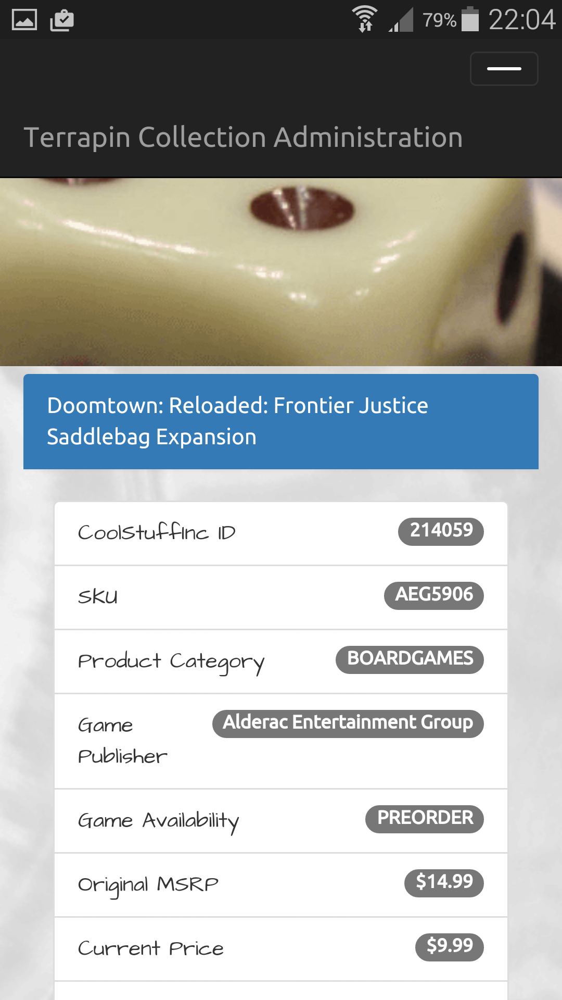 79% 22:04
Terrapin Collection Administration
Doomtown: Reloaded: Frontier Justice
Saddlebag Expansion
CoolStuffInc ID 214059
SKU AEG5906
Product Category BOARDGAMES
Game Alderac Entertainment Group
Publisher
Game Availability PREORDER
Original MSRP $14.99
Current Price $9.99